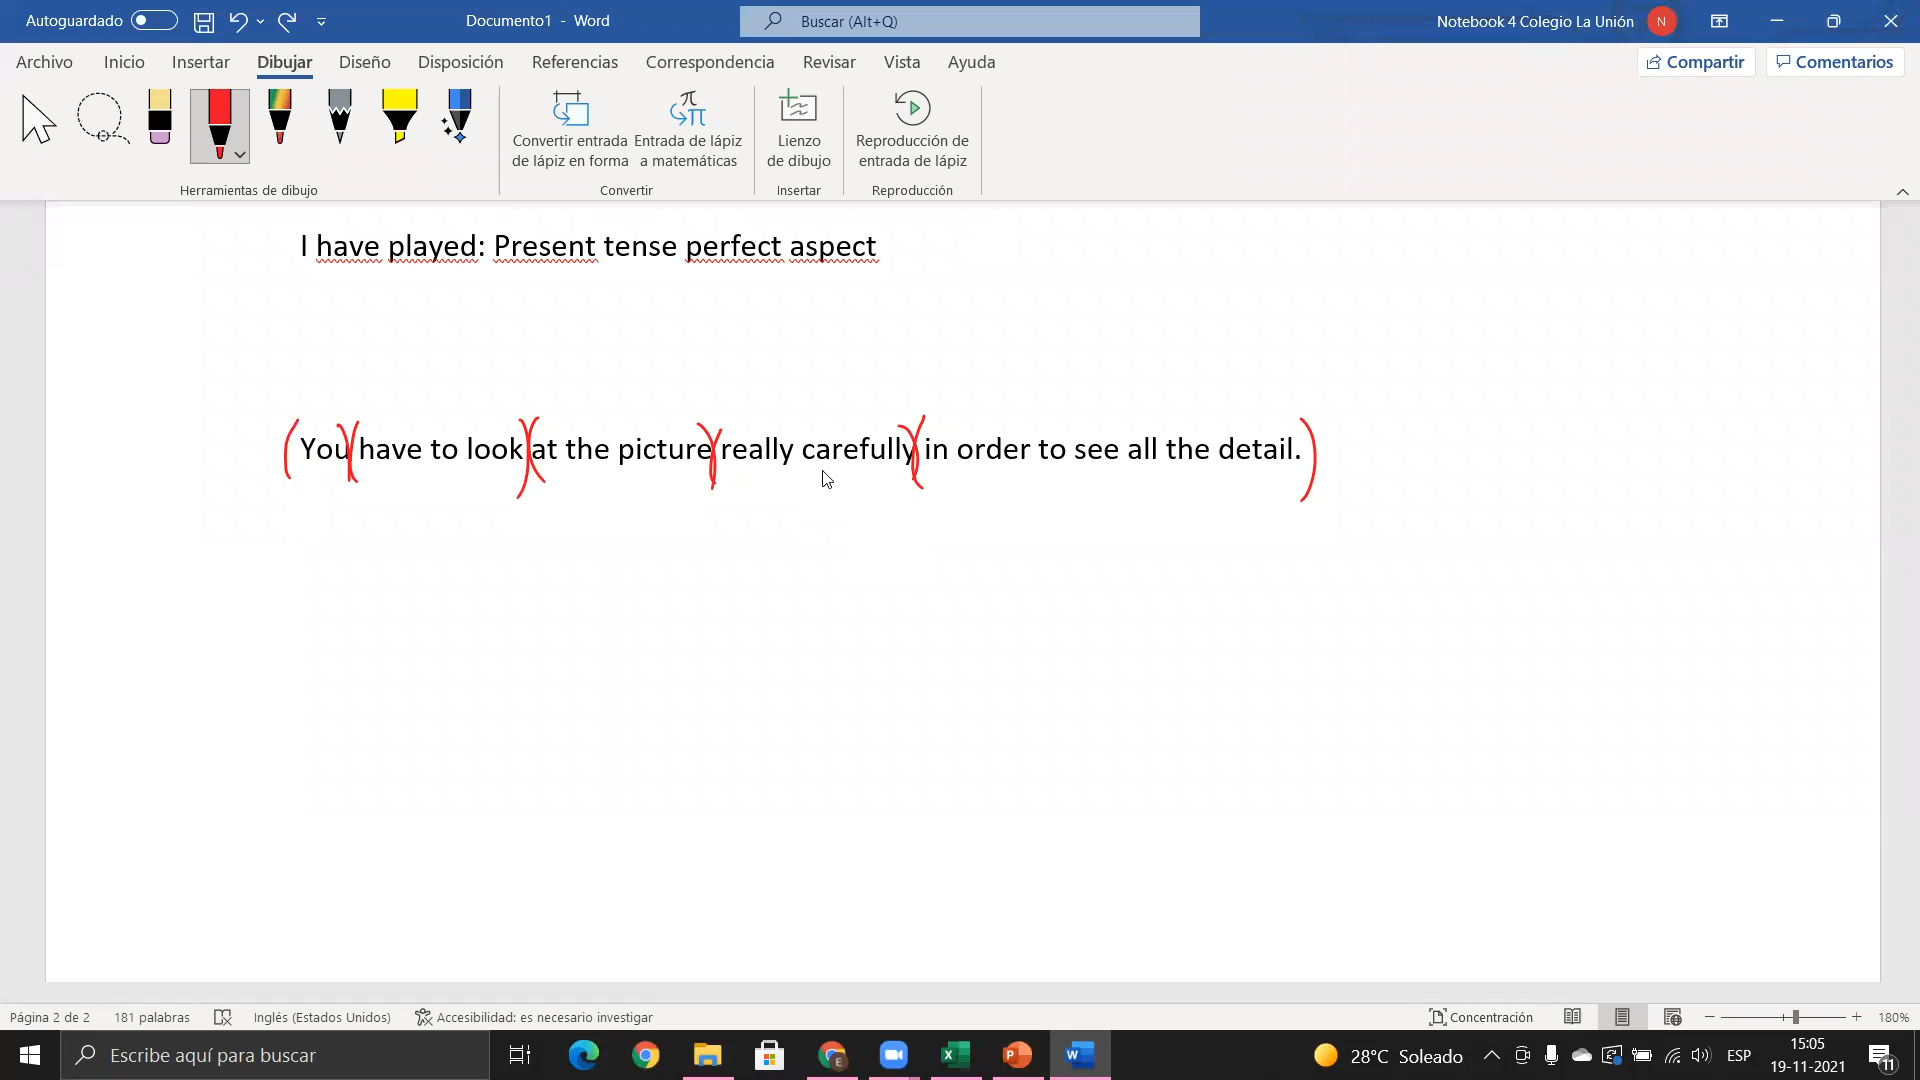 Autoguardado
Documento1 - Word
Buscar (Alt+Q)
Notebook 4 Colegio La Unión
N
Archivo Inicio Insertar Dibujar Diseño Disposición Referencias Correspondencia Revisar Vista Ayuda
Compartir
Comentarios
Convertir entrada
de lápiz en forma
Entrada de lápiz
a matemáticas
Lienzo
de dibujo
Reproducción de
entrada de lápiz
Herramientas de dibujo
Convertir
Insertar
Reproducción
I have played: Present tense perfect aspect
(You)(have to look)(at the picture)(really carefully)(in order to see all the detail.)
Página 2 de 2
181 palabras
Inglés (Estados Unidos)
Accesibilidad: es necesario investigar
Concentración
180%
Escribe aquí para buscar
28°C Soleado
ESP
15:05
19-11-2021
11